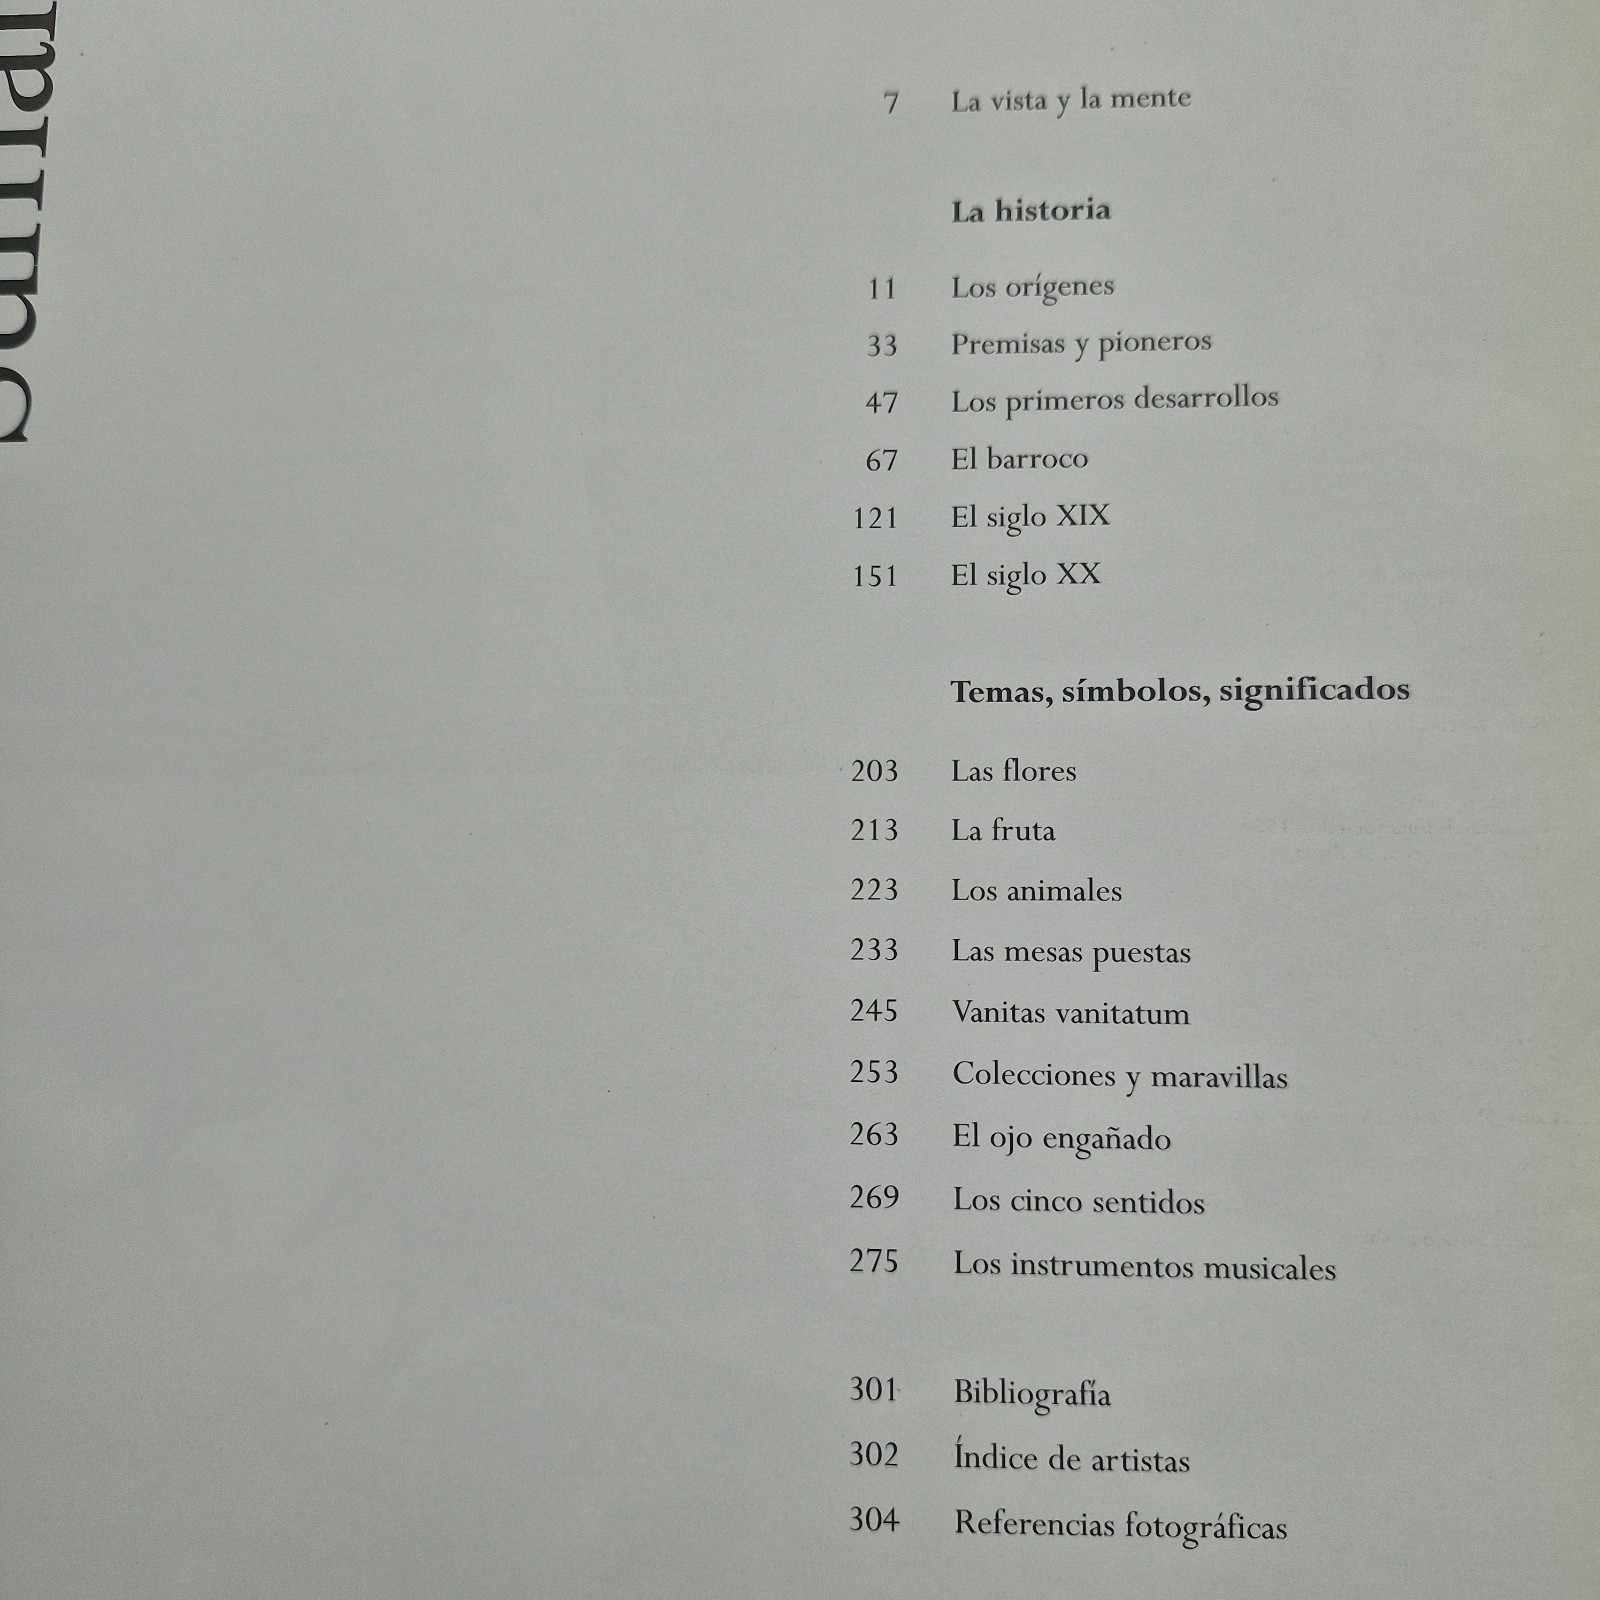 7 La vista y la mente
La historia
11 Los orígenes
33 Premisas y pioneros
47 Los primeros desarrollos
67 El barroco
121 El siglo XIX
151 El siglo XX
Temas, símbolos, significados
203 Las flores
213 La fruta
223 Los animales
233 Las mesas puestas
245 Vanitas vanitatum
253 Colecciones y maravillas
263 El ojo engañado
269 Los cinco sentidos
275 Los instrumentos musicales
301 Bibliografía
302 Índice de artistas
304 Referencias fotográficas